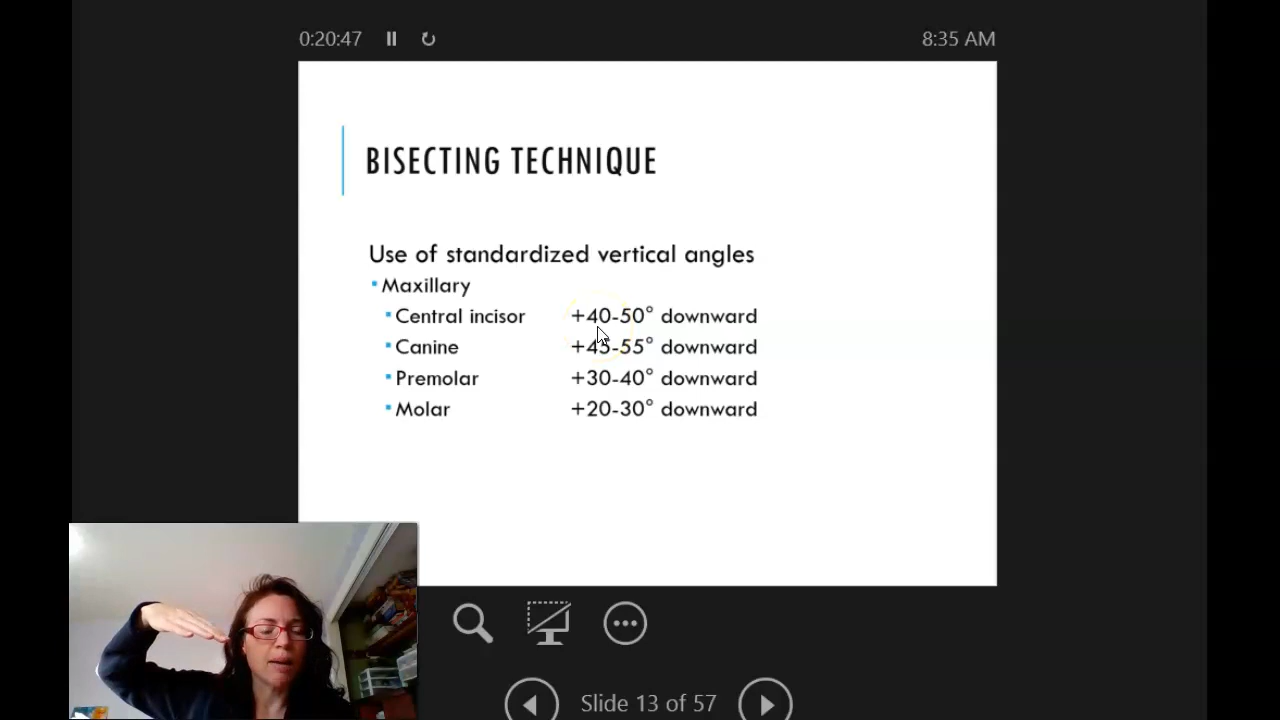 0:20:47
8:35 AM
BISECTING TECHNIQUE
Use of standardized vertical angles
Maxillary
Central incisor +40-50° downward
Canine +45-55° downward
Premolar +30-40° downward
Molar +20-30° downward
Slide 13 of 57